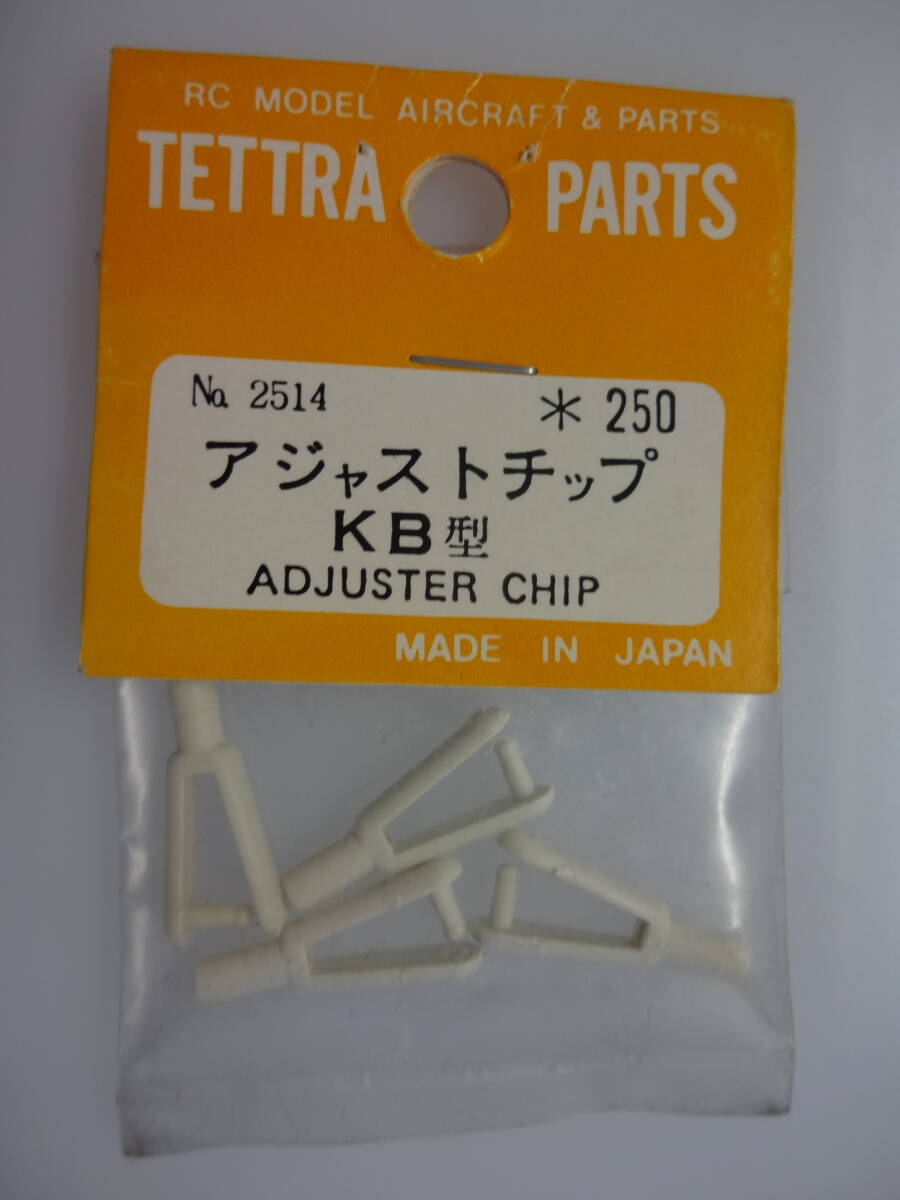 RC MODEL AIRCRAFT & PARTS
TETTRA PARTS
No. 2514 * 250
アジャストチップ
KB型
ADJUSTER CHIP
MADE IN JAPAN